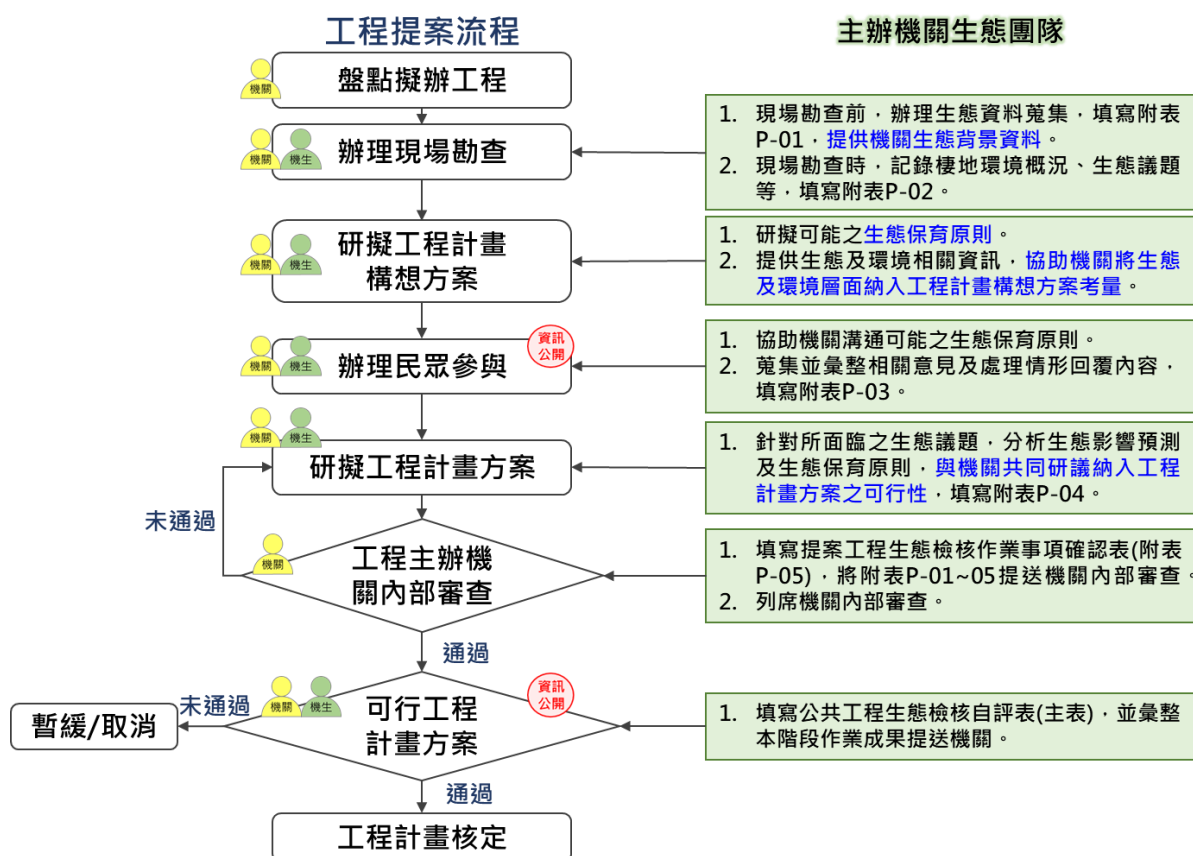 工程提案流程
主辦機關生態團隊
機關
盤點擬辦工程
機關
機生
辦理現場勘查
1. 現場勘查前，辦理生態資料蒐集，填寫附表
P-01，提供機關生態背景資料。
2. 現場勘查時，記錄棲地環境概況、生態議題
等，填寫附表P-02。
機關
機生
研擬工程計畫
構想方案
1. 研擬可能之生態保育原則。
2. 提供生態及環境相關資訊，協助機關將生態
及環境層面納入工程計畫構想方案考量。
機關
機生
辦理民眾參與
資訊
公開
1. 協助機關溝通可能之生態保育原則。
2. 蒐集並彙整相關意見及處理情形回覆內容，
填寫附表P-03。
機關
機生
研擬工程計畫方案
1. 針對所面臨之生態議題，分析生態影響預測
及生態保育原則，與機關共同研議納入工程
計畫方案之可行性，填寫附表P-04。
未通過
機關
工程主辦機
關內部審查
1. 填寫提案工程生態檢核作業事項確認表(附表
P-05)，將附表P-01~05提送機關內部審查。
2. 列席機關內部審查。
通過
機關
機生
資訊
公開
可行工程
計畫方案
未通過
暫緩/取消
1. 填寫公共工程生態檢核自評表(主表)，並彙整
本階段作業成果提送機關。
通過
工程計畫核定